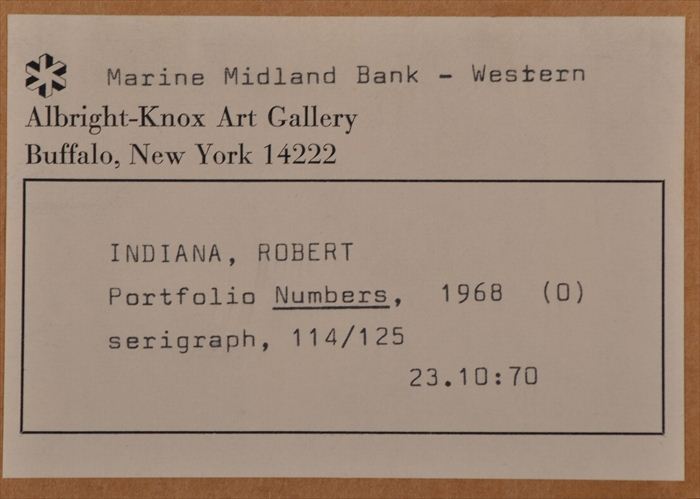 Marine Midland Bank - Western
Albright-Knox Art Gallery
Buffalo, New York 14222
INDIANA, ROBERT
Portfolio Numbers, 1968 (0)
serigraph, 114/125
23.10:70